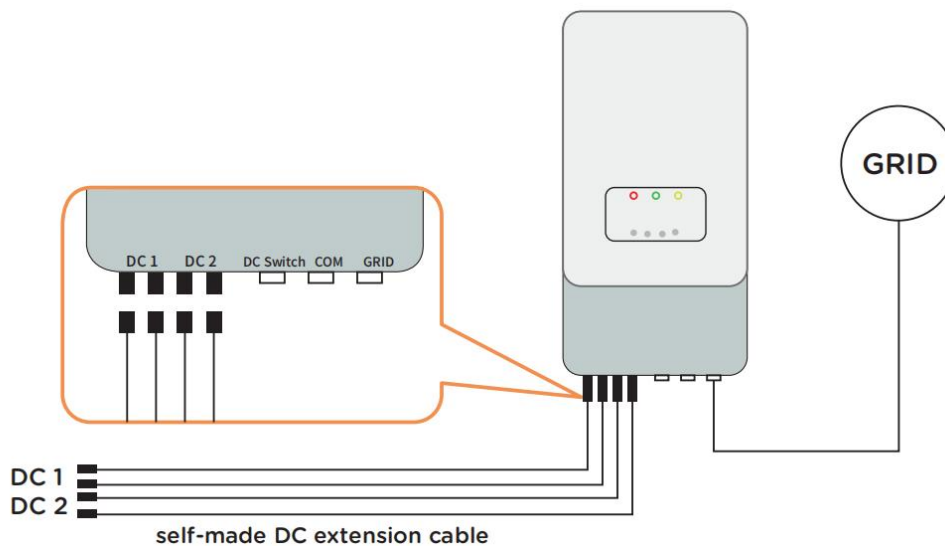 GRID
DC 1 DC 2 DC Switch COM GRID
DC 1
DC 2
self-made DC extension cable